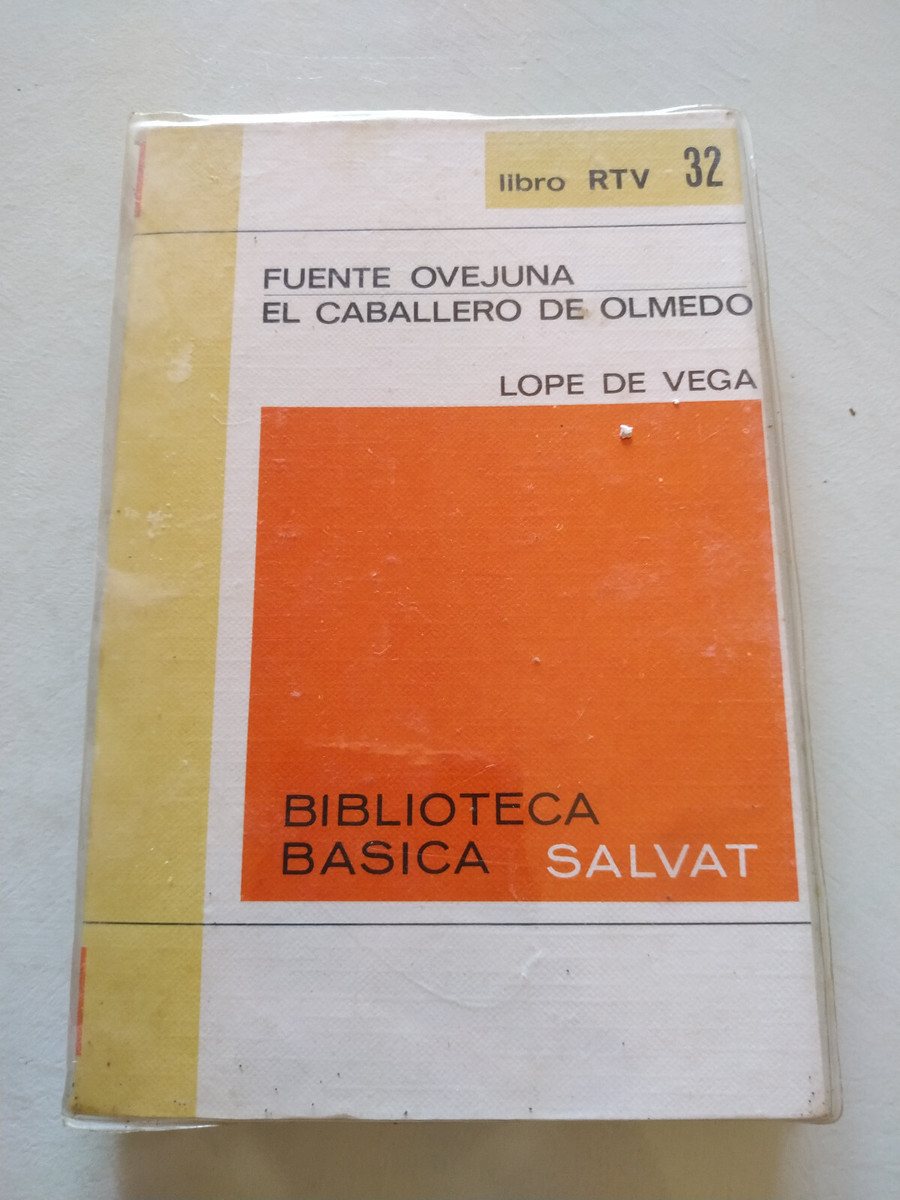 libro RTV 32
FUENTE OVEJUNA
EL CABALLERO DE OLMEDO
LOPE DE VEGA
BIBLIOTECA
BASICA SALVAT